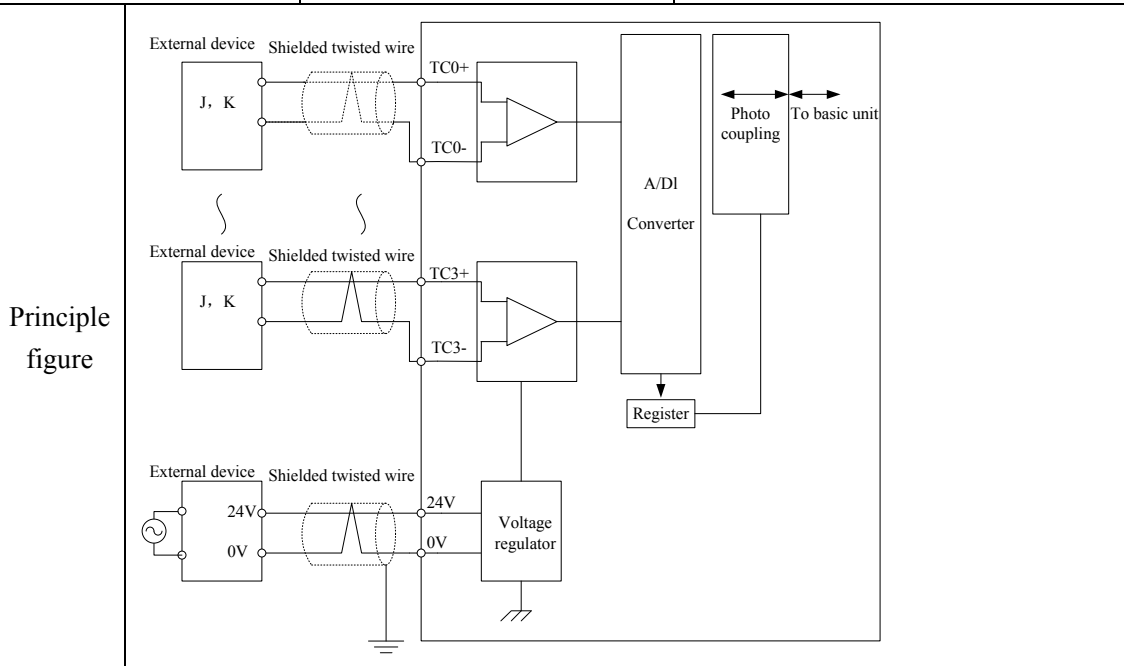 Principle
figure
External device
Shielded twisted wire
J，K
TC0+
TC0-
A/Dl
Converter
Photo
coupling
To basic unit
External device
Shielded twisted wire
J，K
TC3+
TC3-
Register
External device
Shielded twisted wire
24V
0V
24V
0V
Voltage
regulator